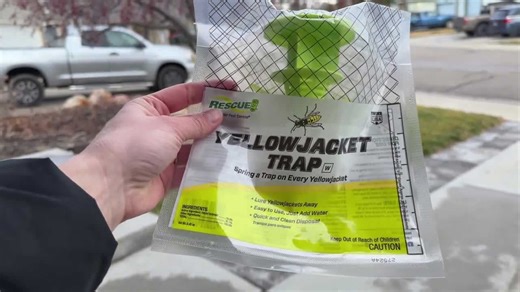 RESCUE!
YELLOWJACKET
TRAP W
Spring a Trap on Every Yellowjacket
• Lure Yellowjackets Away
• Easy to Use, Just Add Water
• Quick and Clean Disposal
INGREDIENTS
Keep Out of Reach of Children